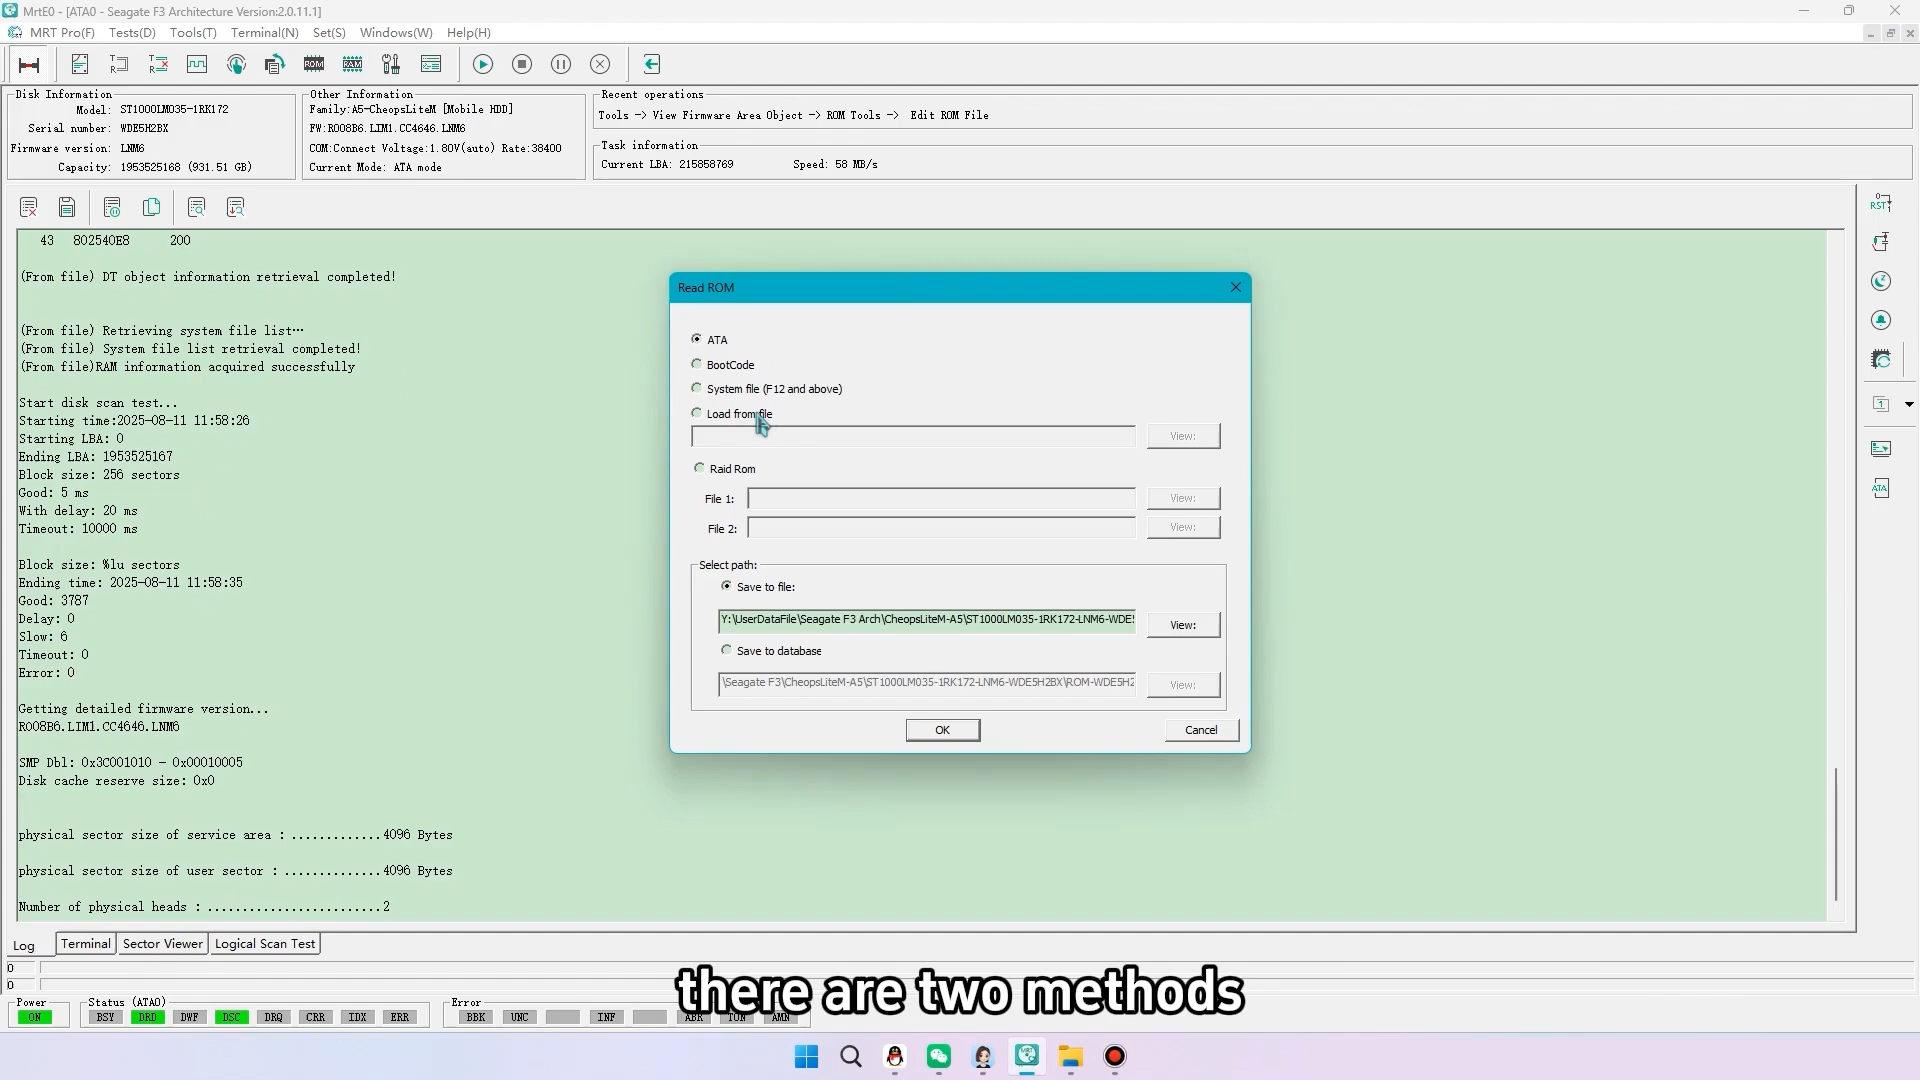 MrtE0 - [ATA0 - Seagate F3 Architecture Version:2.0.11.1]
MRT Pro(F) Tests(D) Tools(T) Terminal(N) Set(S) Windows(W) Help(H)
Disk Information
Model: ST1000LM035-1RK172
Serial number: WDE5H2BX
Firmware version: LNM6
Capacity: 1953525168 (931.51 GB)
Other Information
Family:A5-CheopsLiteM [Mobile HDD]
FW:R008B6.LIM1.CC4646.LNM6
COM:Connect Voltage:1.80V(auto) Rate:38400
Current Mode: ATA mode
Recent operations
Tools -> View Firmware Area Object -> ROM Tools -> Edit ROM File
Task information
Current LBA: 215858769 Speed: 58 MB/s
43 802540E8 200
(From file) DT object information retrieval completed!
(From file) Retrieving system file list…
(From file) System file list retrieval completed!
(From file)RAM information acquired successfully
Start disk scan test...
Starting time:2025-08-11 11:58:26
Starting LBA: 0
Ending LBA: 1953525167
Block size: 256 sectors
Good: 5 ms
With delay: 20 ms
Timeout: 10000 ms
Block size: %lu sectors
Ending time: 2025-08-11 11:58:35
Good: 3787
Delay: 0
Slow: 6
Timeout: 0
Error: 0
Getting detailed firmware version...
R008B6.LIM1.CC4646.LNM6
SMP Dbl: 0x3C001010 - 0x00010005
Disk cache reserve size: 0x0
physical sector size of service area : .............4096 Bytes
physical sector size of user sector : ..............4096 Bytes
Number of physical heads : .........................2
Read ROM
ATA
BootCode
System file (F12 and above)
Load from file
View:
Raid Rom
File 1:
View:
File 2:
View:
Select path:
Save to file:
Y:\UserDataFile\Seagate F3 Arch\CheopsLiteM-A5\ST1000LM035-1RK172-LNM6-WDE
View:
Save to database
\Seagate F3\CheopsLiteM-A5\ST1000LM035-1RK172-LNM6-WDE5H2BX\ROM-WDE5H2
View:
OK
Cancel
ROM
RAM
RST
1
ATA
Log Terminal Sector Viewer Logical Scan Test
0
0
Power
ON
Status (ATA0)
BSY DRD DWF DSC DRQ CRR IDX ERR
Error
BBK UNC INF ABR TON AMN
there are two methods